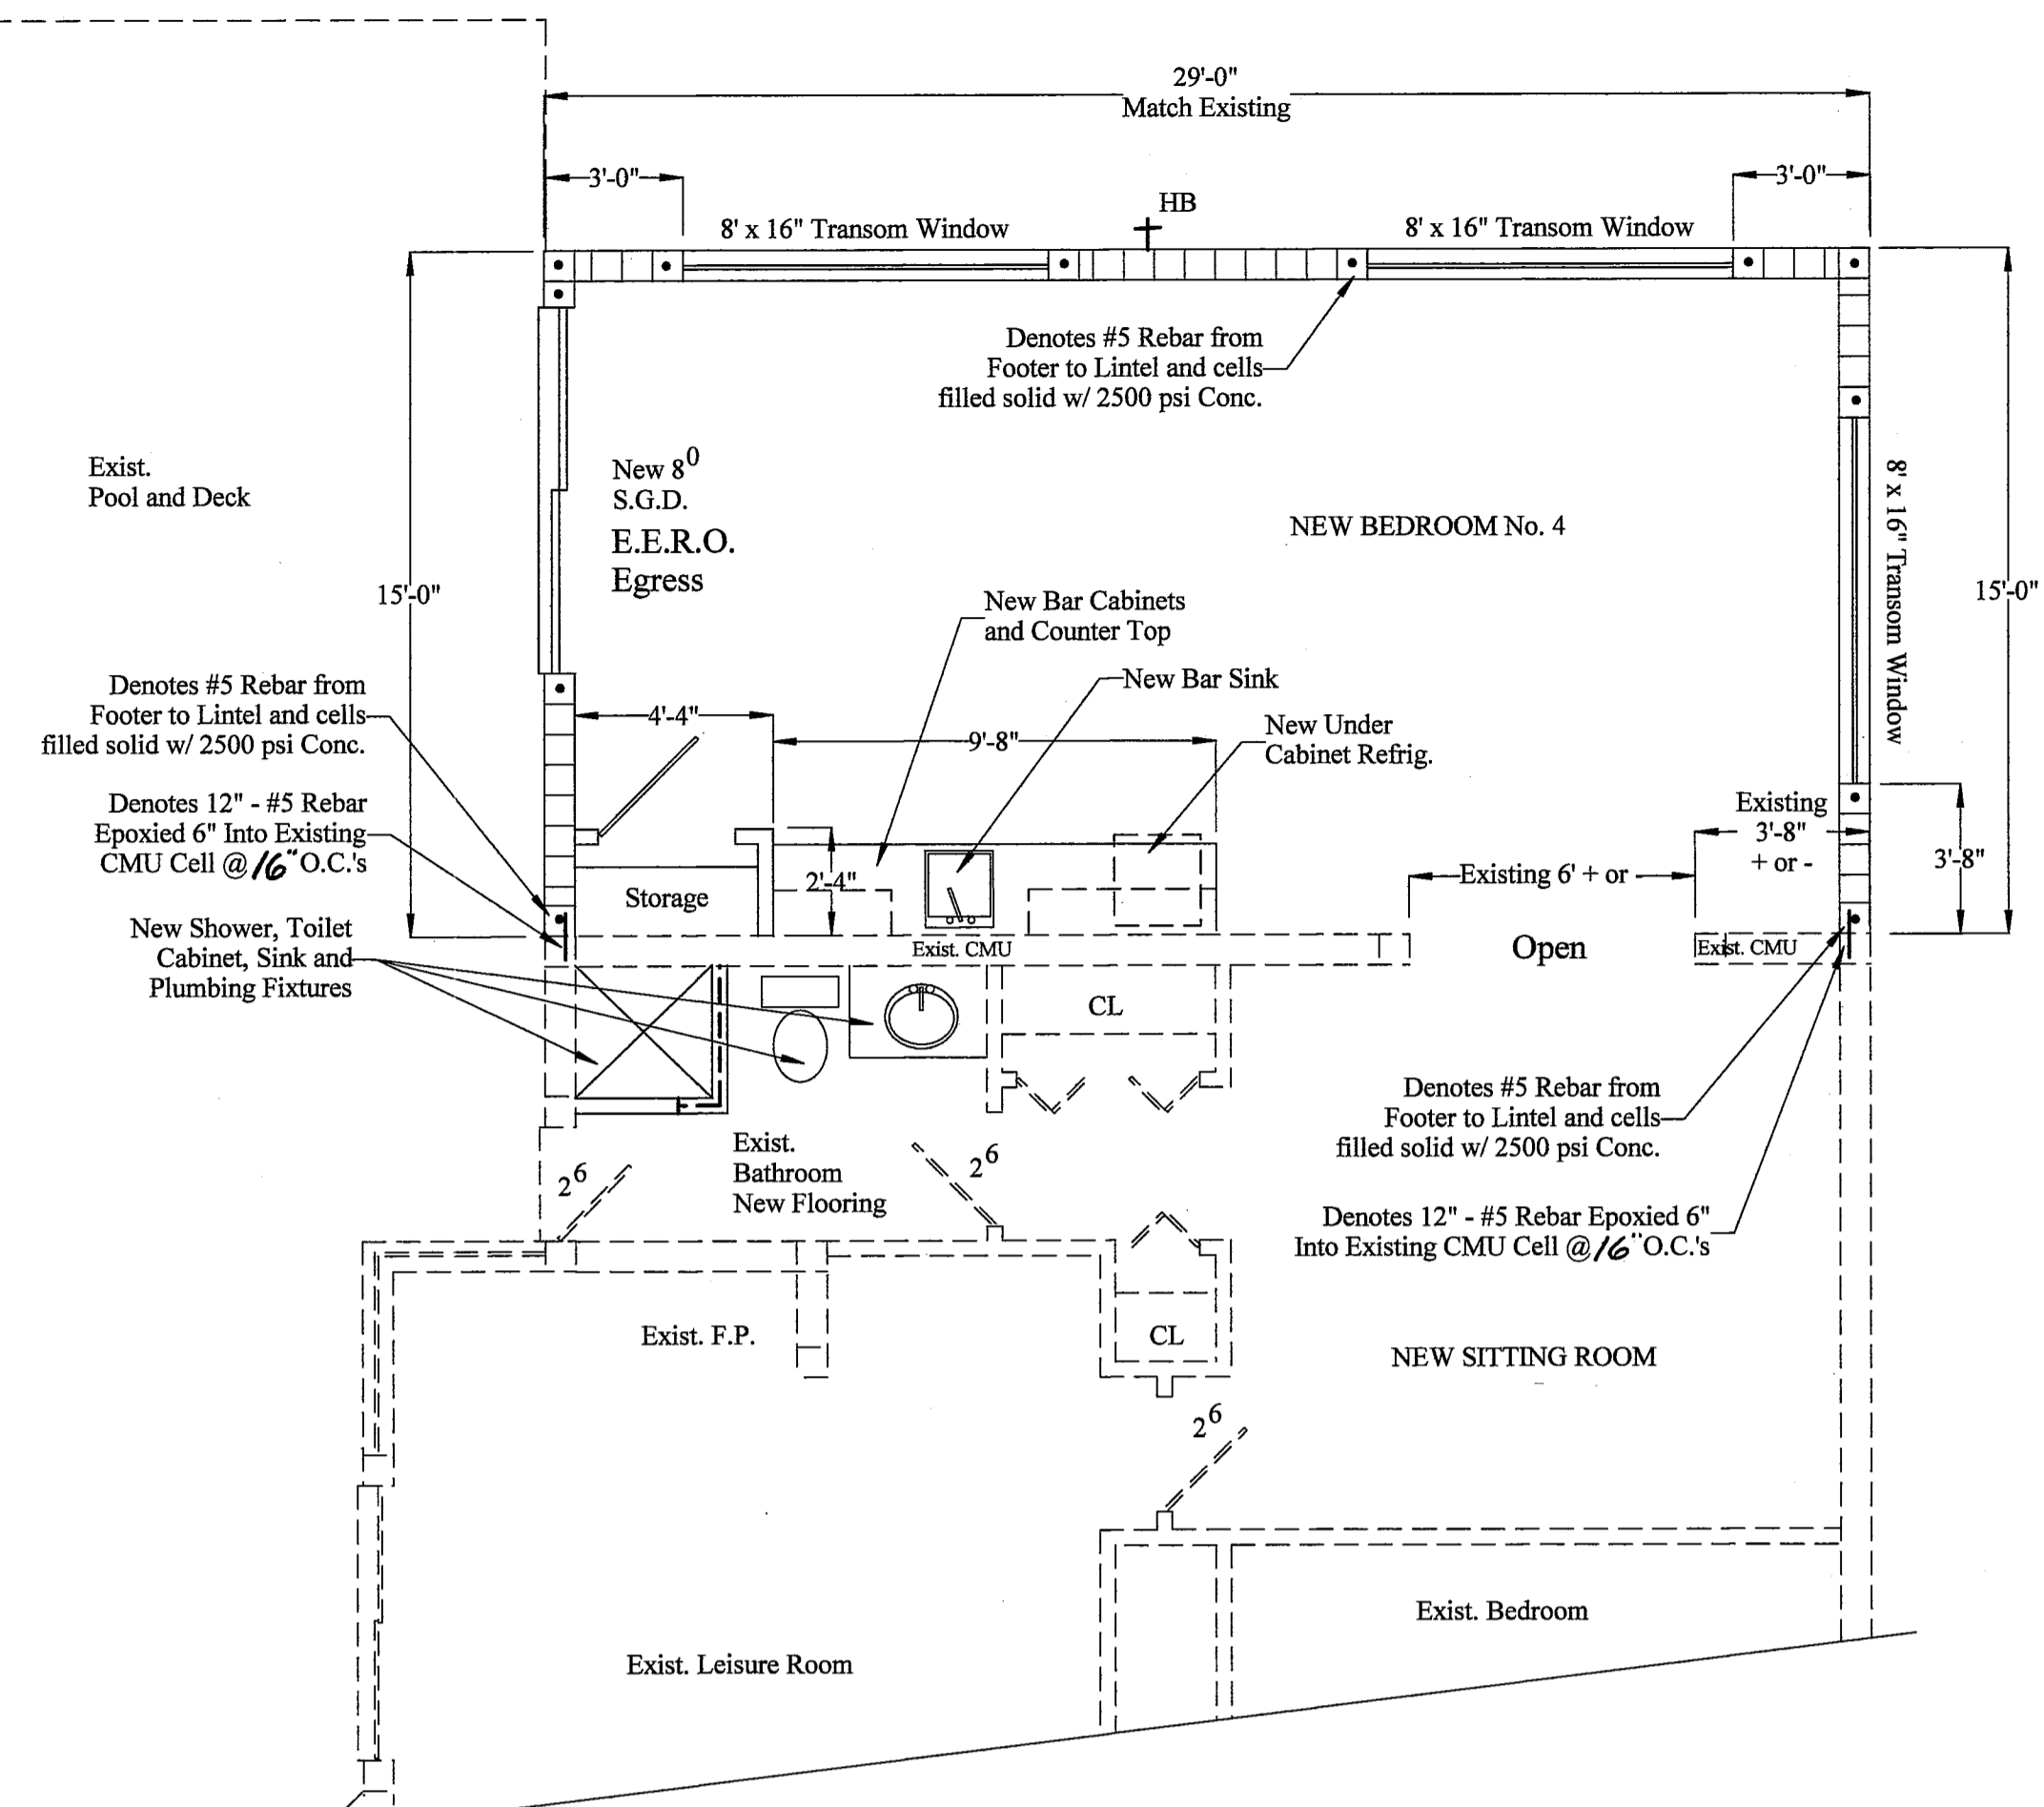 29'-0"
Match Existing
3'-0"
3'-0"
HB
8' x 16" Transom Window
8' x 16" Transom Window
Denotes #5 Rebar from
Footer to Lintel and cells
filled solid w/ 2500 psi Conc.
Exist.
Pool and Deck
New 8⁰
S.G.D.
E.E.R.O.
Egress
NEW BEDROOM No. 4
8' x 16" Transom Window
15'-0"
15'-0"
New Bar Cabinets
and Counter Top
New Bar Sink
New Under
Cabinet Refrig.
Denotes #5 Rebar from
Footer to Lintel and cells
filled solid w/ 2500 psi Conc.
4'-4"
9'-8"
Denotes 12" - #5 Rebar
Epoxied 6" Into Existing
CMU Cell @ 16" O.C.'s
Existing
3'-8"
+ or -
3'-8"
2'-4"
Existing 6' + or -
Storage
New Shower, Toilet
Cabinet, Sink and
Plumbing Fixtures
Exist. CMU
Open
Exist. CMU
CL
Denotes #5 Rebar from
Footer to Lintel and cells
filled solid w/ 2500 psi Conc.
Exist.
Bathroom
New Flooring
2⁶
2⁶
Denotes 12" - #5 Rebar Epoxied 6"
Into Existing CMU Cell @ 16" O.C.'s
Exist. F.P.
CL
NEW SITTING ROOM
2⁶
Exist. Bedroom
Exist. Leisure Room